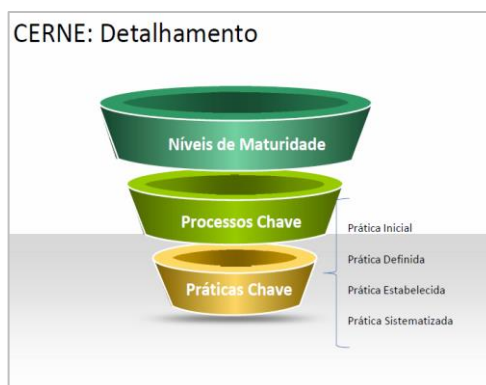 CERNE: Detalhamento
Níveis de Maturidade
Processos Chave
Práticas Chave
Prática Inicial
Prática Definida
Prática Estabelecida
Prática Sistematizada